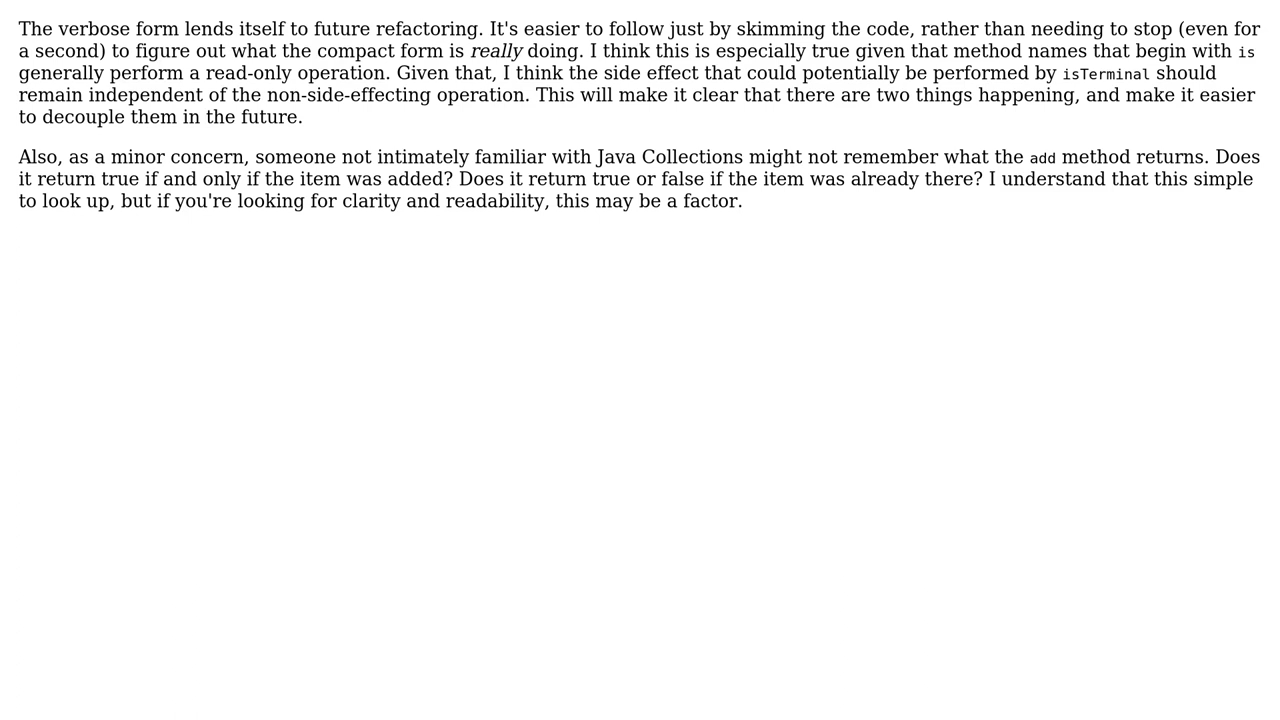 The verbose form lends itself to future refactoring. It's easier to follow just by skimming the code, rather than needing to stop (even for
a second) to figure out what the compact form is really doing. I think this is especially true given that method names that begin with is
generally perform a read-only operation. Given that, I think the side effect that could potentially be performed by isTerminal should
remain independent of the non-side-effecting operation. This will make it clear that there are two things happening, and make it easier
to decouple them in the future.
Also, as a minor concern, someone not intimately familiar with Java Collections might not remember what the add method returns. Does
it return true if and only if the item was added? Does it return true or false if the item was already there? I understand that this simple
to look up, but if you're looking for clarity and readability, this may be a factor.